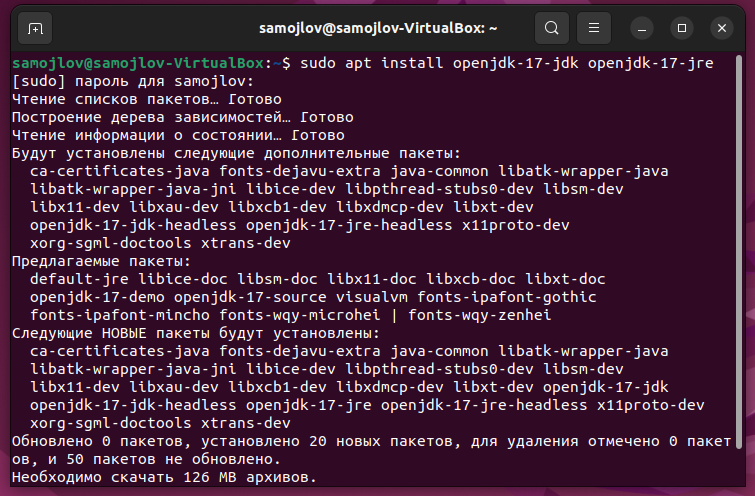 samojlov@samojlov-VirtualBox: ~
samojlov@samojlov-VirtualBox:~$ sudo apt install openjdk-17-jdk openjdk-17-jre
[sudo] пароль для samojlov:
Чтение списков пакетов… Готово
Построение дерева зависимостей… Готово
Чтение информации о состоянии… Готово
Будут установлены следующие дополнительные пакеты:
ca-certificates-java fonts-dejavu-extra java-common libatk-wrapper-java
libatk-wrapper-java-jni libice-dev libpthread-stubs0-dev libsm-dev
libx11-dev libxau-dev libxcb1-dev libxdmcp-dev libxt-dev
openjdk-17-jdk-headless openjdk-17-jre-headless x11proto-dev
xorg-sgml-doctools xtrans-dev
Предлагаемые пакеты:
default-jre libice-doc libsm-doc libx11-doc libxcb-doc libxt-doc
openjdk-17-demo openjdk-17-source visualvm fonts-ipafont-gothic
fonts-ipafont-mincho fonts-wqy-microhei | fonts-wqy-zenhei
Следующие НОВЫЕ пакеты будут установлены:
ca-certificates-java fonts-dejavu-extra java-common libatk-wrapper-java
libatk-wrapper-java-jni libice-dev libpthread-stubs0-dev libsm-dev
libx11-dev libxau-dev libxcb1-dev libxdmcp-dev libxt-dev openjdk-17-jdk
openjdk-17-jdk-headless openjdk-17-jre openjdk-17-jre-headless x11proto-dev
xorg-sgml-doctools xtrans-dev
Обновлено 0 пакетов, установлено 20 новых пакетов, для удаления отмечено 0 пакет
ов, и 50 пакетов не обновлено.
Необходимо скачать 126 MB архивов.